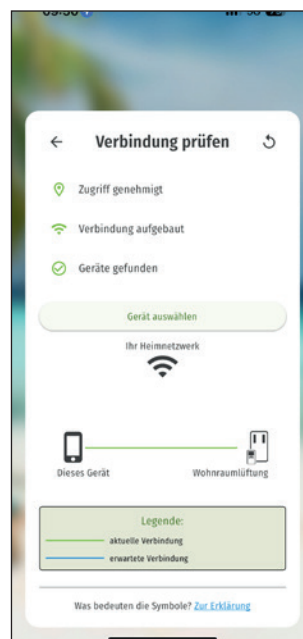 Verbindung prüfen
Zugriff genehmigt
Verbindung aufgebaut
Geräte gefunden
Gerät auswählen
Ihr Heimnetzwerk
Dieses Gerät Wohnraumlüftung
Legende:
aktuelle Verbindung
erwartete Verbindung
Was bedeuten die Symbole? Zur Erklärung